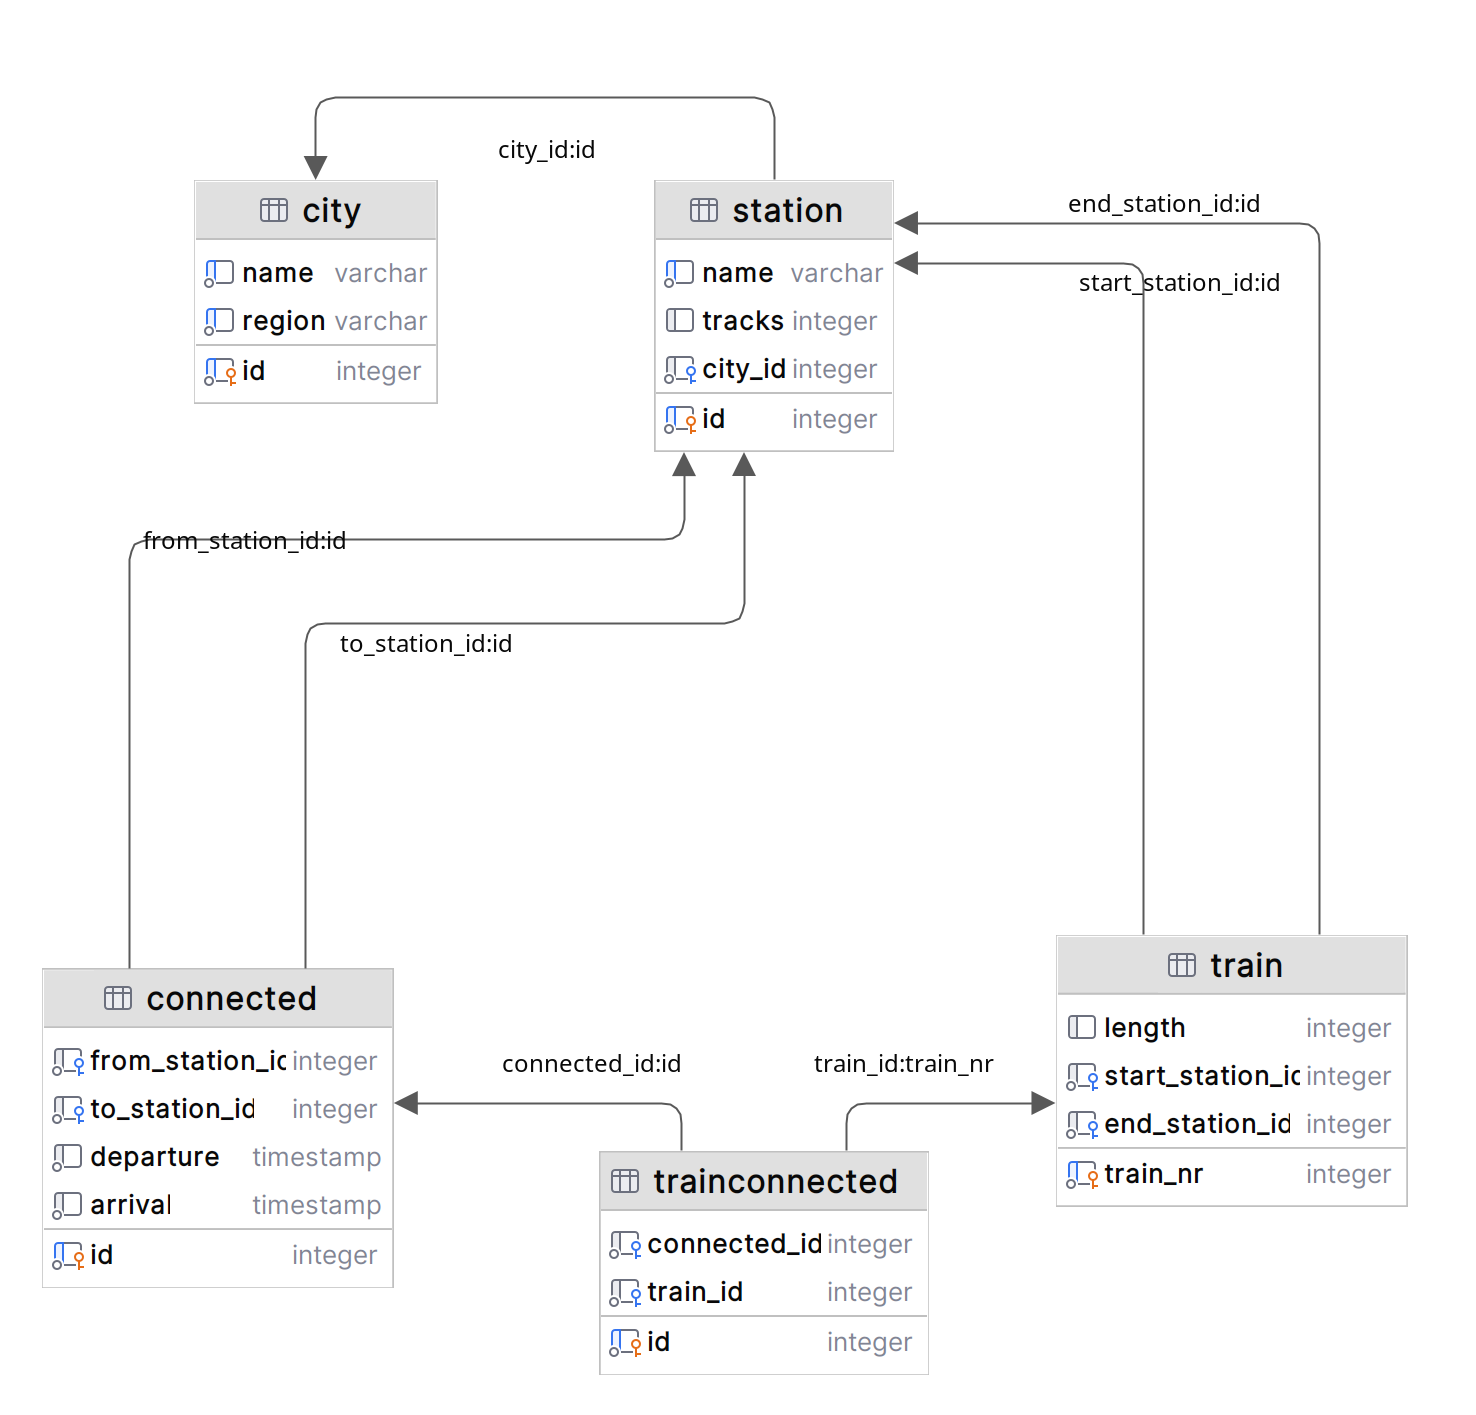 city_id:id
city
name varchar
region varchar
id integer
station
name varchar
tracks integer
city_id integer
id integer
end_station_id:id
start_station_id:id
from_station_id:id
to_station_id:id
connected
from_station_id integer
to_station_id integer
departure timestamp
arrival timestamp
id integer
connected_id:id
train_id:train_nr
trainconnected
connected_id integer
train_id integer
id integer
train
length integer
start_station_id integer
end_station_id integer
train_nr integer